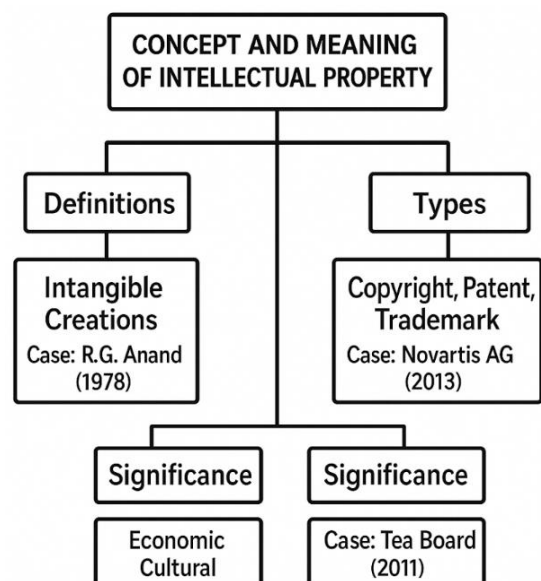 CONCEPT AND MEANING
OF INTELLECTUAL PROPERTY
Definitions
Types
Intangible
Creations
Case: R.G. Anand
(1978)
Copyright, Patent,
Trademark
Case: Novartis AG
(2013)
Significance
Significance
Economic
Cultural
Case: Tea Board
(2011)